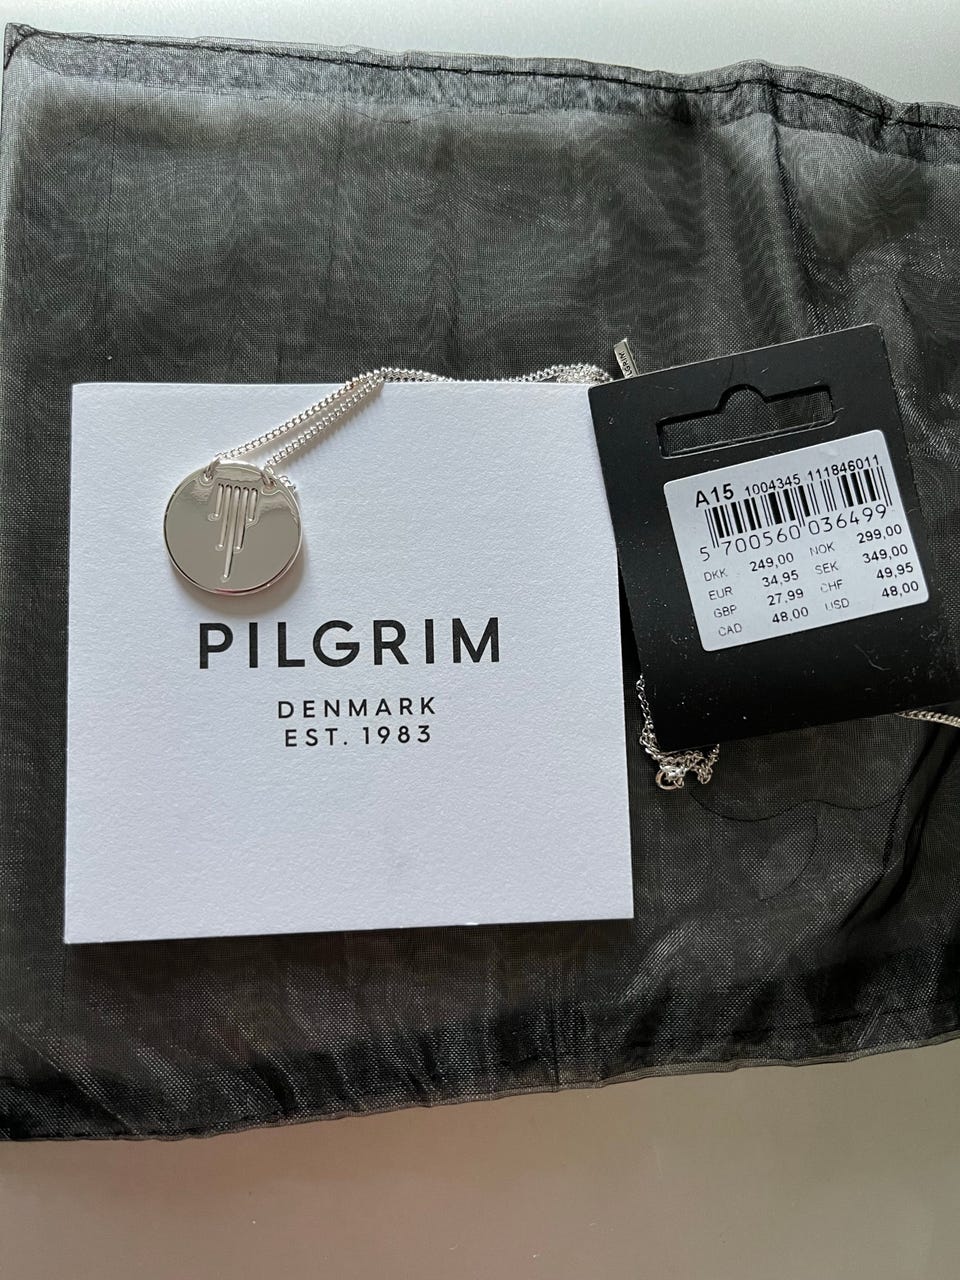 PILGRIM
DENMARK
EST. 1983
PILGRIM
A15 1004345 111846011
5 700560 036499
DKK 249,00 NOK 299,00
EUR 34,95 SEK 349,00
GBP 27,99 CHF 49,95
CAD 48,00 USD 48,00